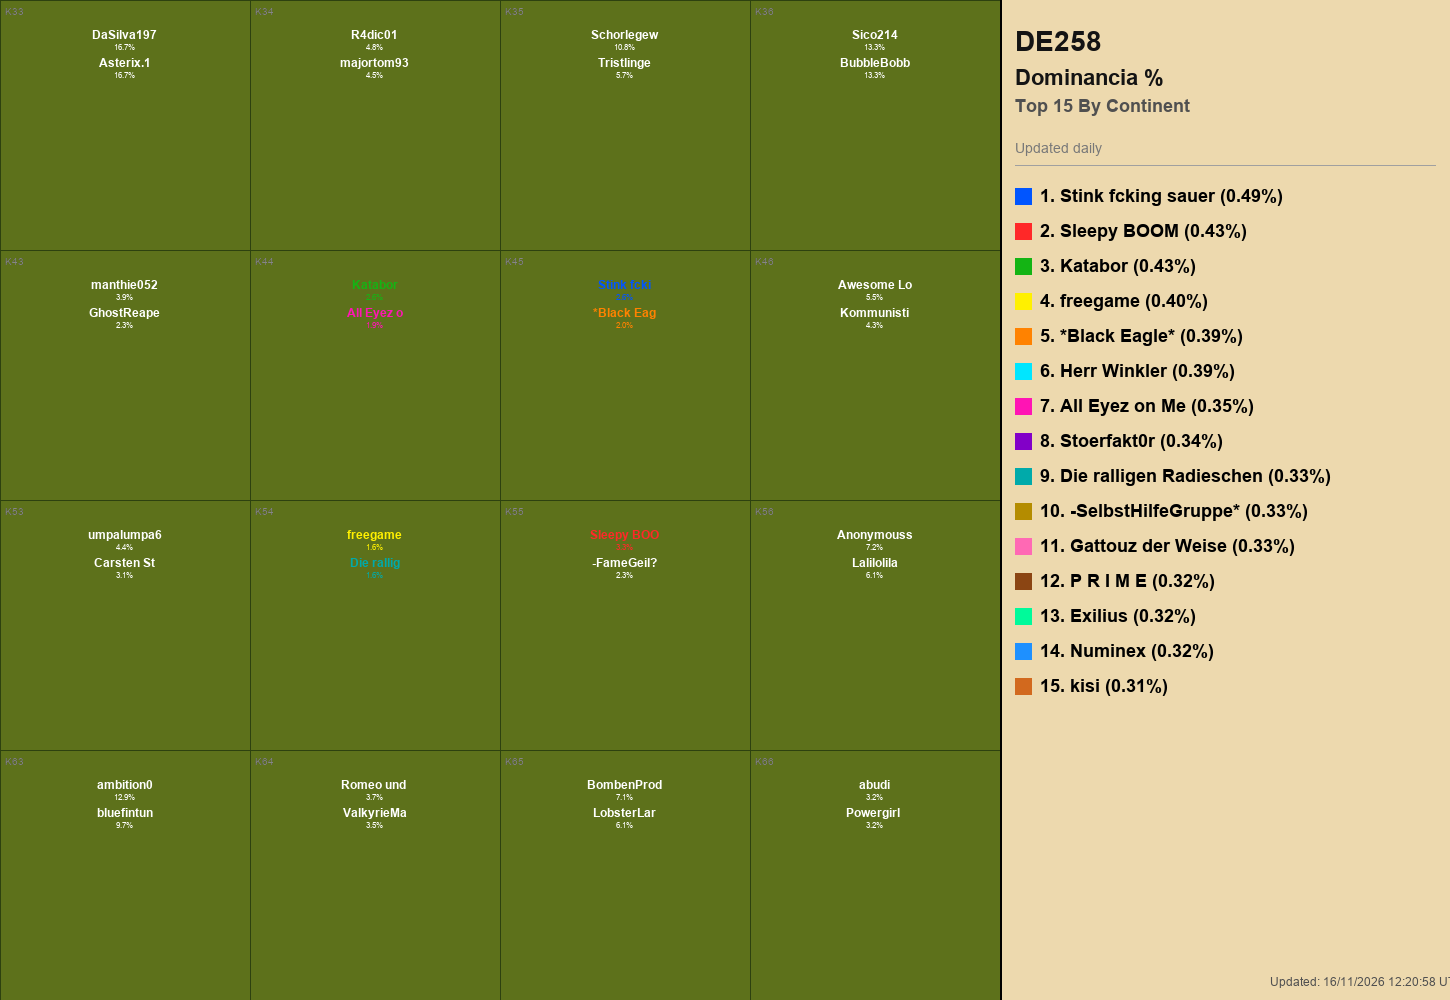 K33
DaSilva197
16.7%
Asterix.1
16.7%
K34
R4dic01
4.8%
majortom93
4.5%
K35
Schorlegew
10.8%
Tristlinge
5.7%
K36
Sico214
13.3%
BubbleBobb
13.3%
K43
manthie052
3.9%
GhostReape
2.3%
K44
Katabor
All Eyez o
K45
Stink fcki
*Black Eag
2.0%
K46
Awesome Lo
5.5%
Kommunisti
4.3%
K53
umpalumpa6
4.4%
Carsten St
3.1%
K54
freegame
1.6%
Die rallig
K55
Sleepy BOO
-FameGeil?
2.3%
K56
Anonymouss
7.2%
Lalilolila
6.1%
K63
ambition0
12.9%
bluefintun
9.7%
K64
Romeo und
3.7%
ValkyrieMa
3.5%
K65
BombenProd
7.1%
LobsterLar
6.1%
K66
abudi
3.2%
Powergirl
3.2%
DE258
Dominancia %
Top 15 By Continent
Updated daily
1. Stink fcking sauer (0.49%)
2. Sleepy BOOM (0.43%)
3. Katabor (0.43%)
4. freegame (0.40%)
5. *Black Eagle* (0.39%)
6. Herr Winkler (0.39%)
7. All Eyez on Me (0.35%)
8. Stoerfakt0r (0.34%)
9. Die ralligen Radieschen (0.33%)
10. -SelbstHilfeGruppe* (0.33%)
11. Gattouz der Weise (0.33%)
12. P R I M E (0.32%)
13. Exilius (0.32%)
14. Numinex (0.32%)
15. kisi (0.31%)
Updated: 16/11/2026 12:20:58